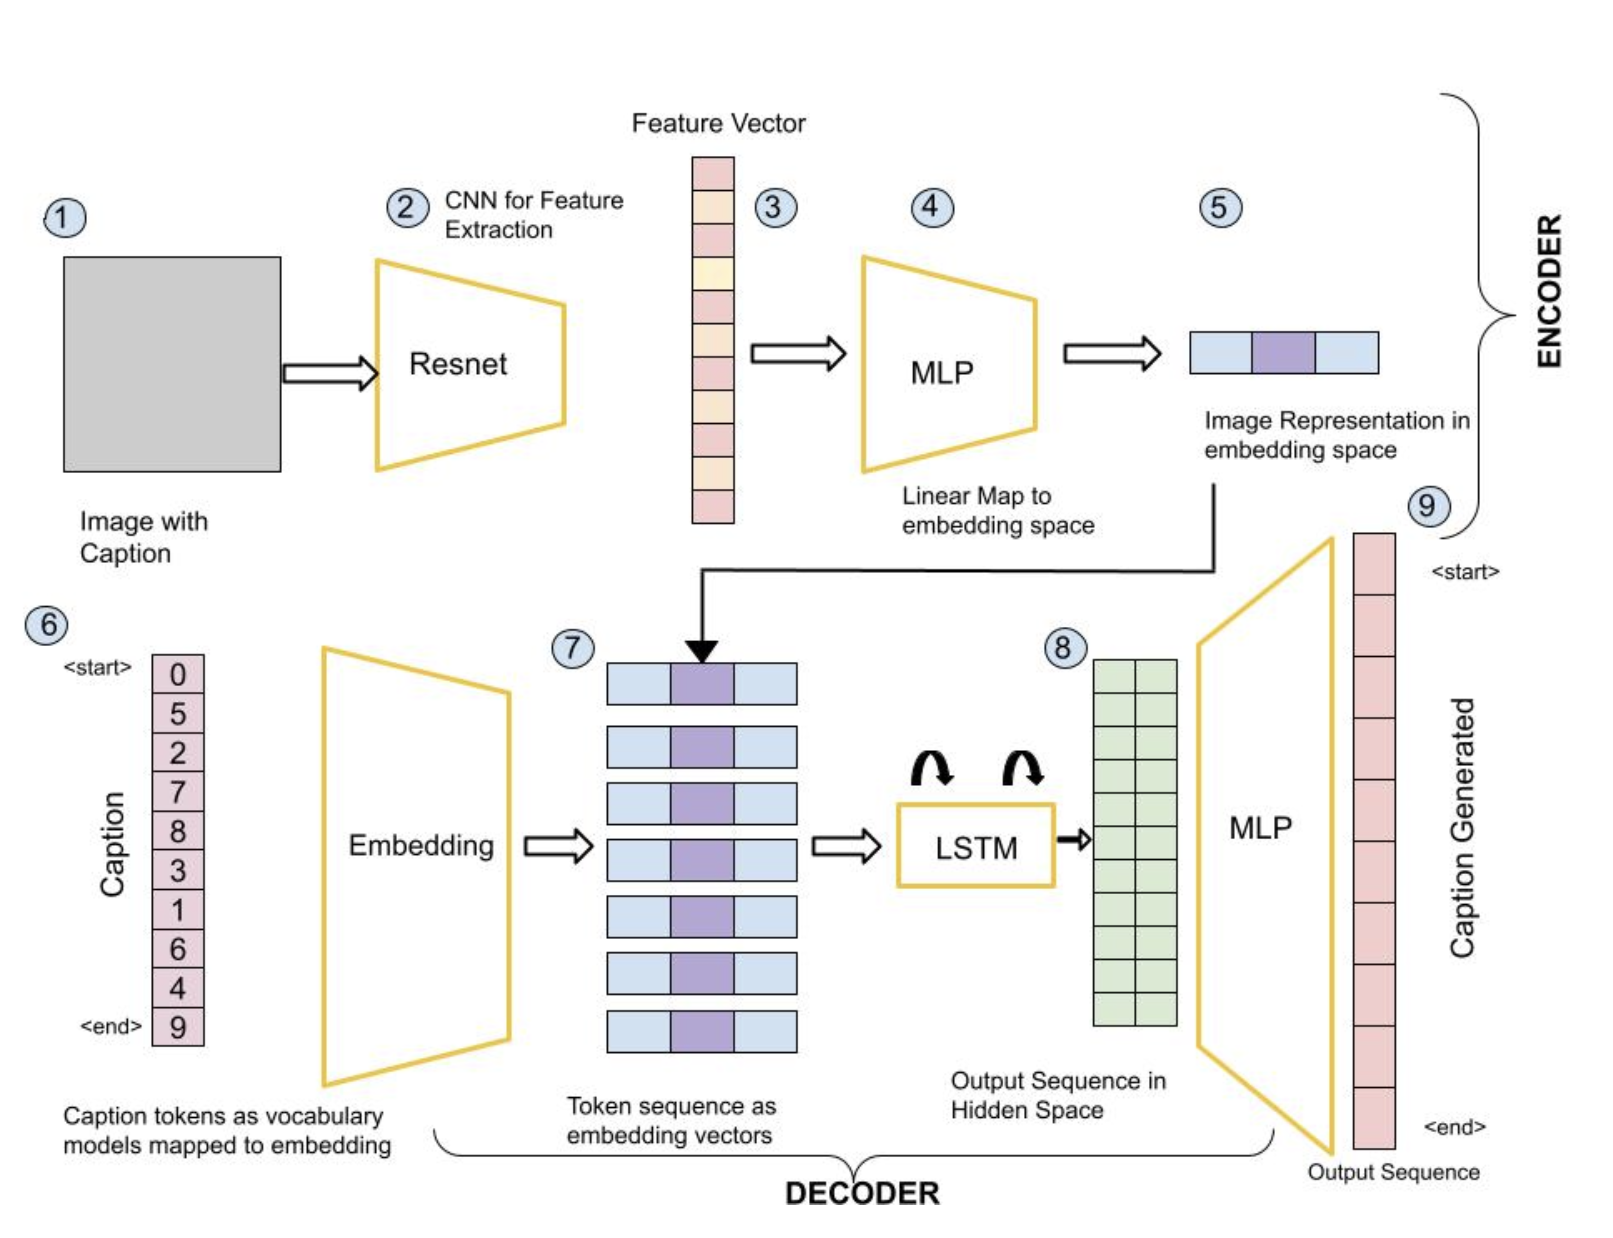 Feature Vector
1
2
CNN for Feature
Extraction
3
4
5
Resnet
MLP
ENCODER
Image Representation in
embedding space
Linear Map to
embedding space
Image with
Caption
9
<start>
6
<start>
7
8
Caption
0
5
2
7
8
3
1
6
4
9
<end>
Embedding
LSTM
MLP
Caption Generated
<end>
Caption tokens as vocabulary
models mapped to embedding
Token sequence as
embedding vectors
Output Sequence in
Hidden Space
Output Sequence
DECODER